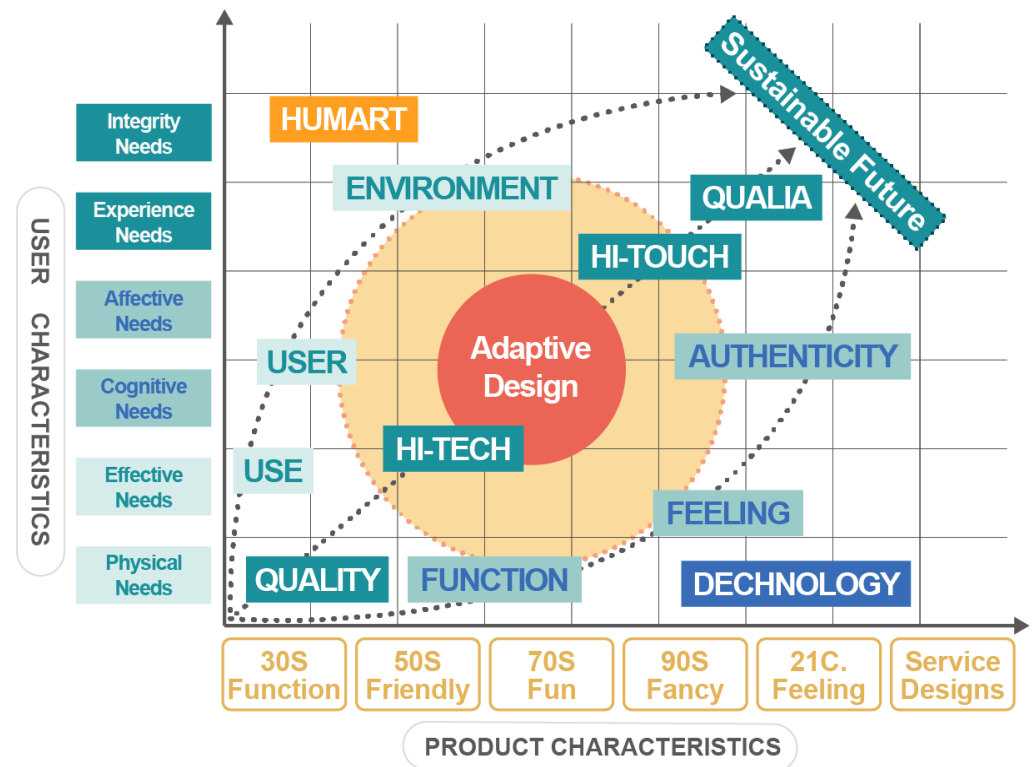 Sustainable Future
HUMART
Integrity
Needs
ENVIRONMENT
QUALIA
Experience
Needs
HI-TOUCH
Affective
Needs
Adaptive
Design
USER
AUTHENTICITY
Cognitive
Needs
HI-TECH
USE
Effective
Needs
FEELING
Physical
Needs
QUALITY
FUNCTION
DECHNOLOGY
USER CHARACTERISTICS
30S
Function
50S
Friendly
70S
Fun
90S
Fancy
21C.
Feeling
Service
Designs
PRODUCT CHARACTERISTICS